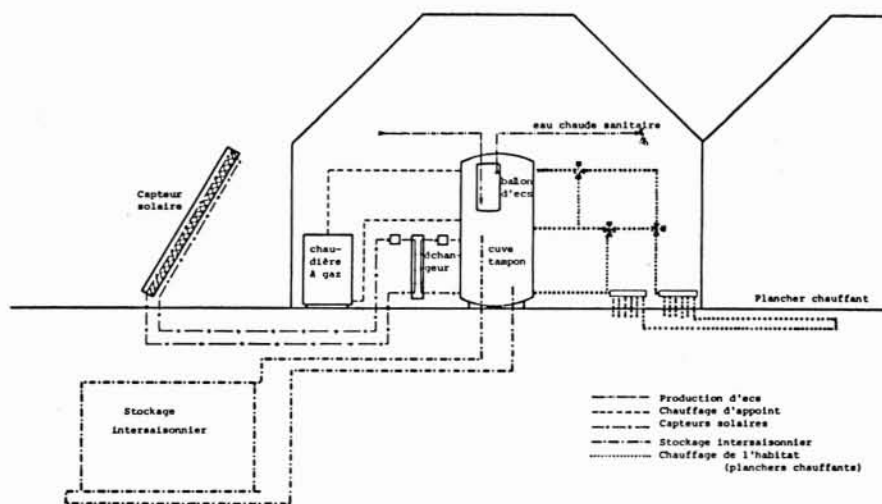 eau chaude sanitaire
Capteur
solaire
ballon
d'ecs
chau-
dière
À gaz
échan-
geur
cuve
tampon
Plancher chauffant
Stockage
intersaisonnier
Production d'ecs
Chauffage d'appoint
Capteurs solaires
Stockage intersaisonnier
Chauffage de l'habitat
(planchers chauffants)